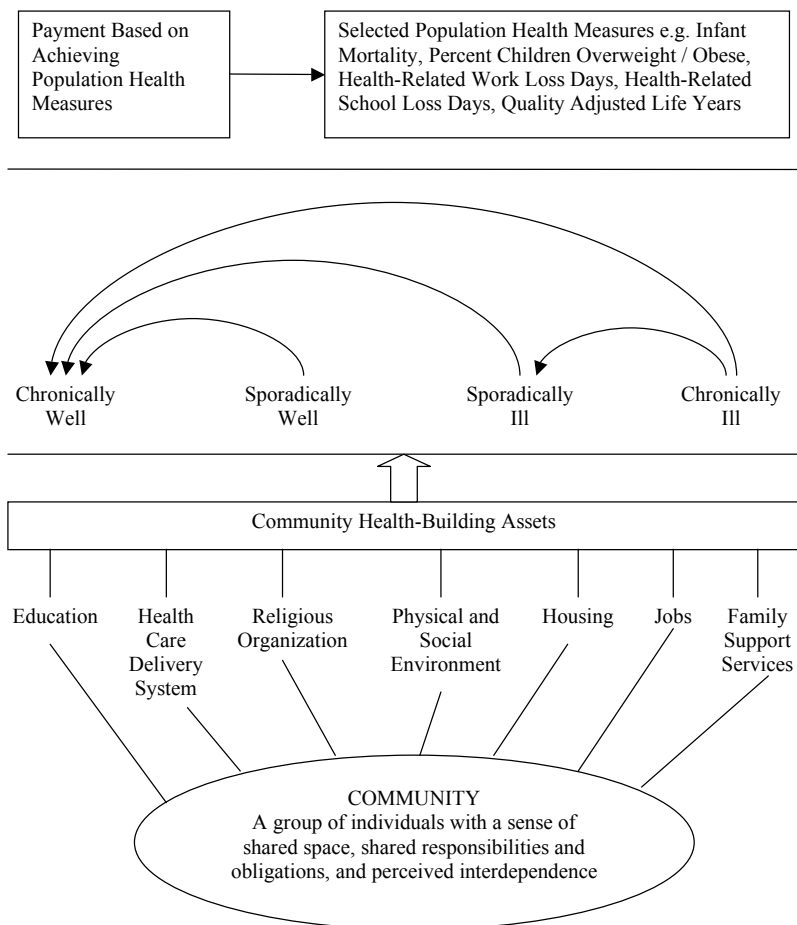 Payment Based on
Achieving
Population Health
Measures
Selected Population Health Measures e.g. Infant
Mortality, Percent Children Overweight / Obese,
Health-Related Work Loss Days, Health-Related
School Loss Days, Quality Adjusted Life Years
Chronically
Well
Sporadically
Well
Sporadically
Ill
Chronically
Ill
Community Health-Building Assets
Education
Health
Care
Delivery
System
Religious
Organization
Physical and
Social
Environment
Housing
Jobs
Family
Support
Services
COMMUNITY
A group of individuals with a sense of
shared space, shared responsibilities and
obligations, and perceived interdependence